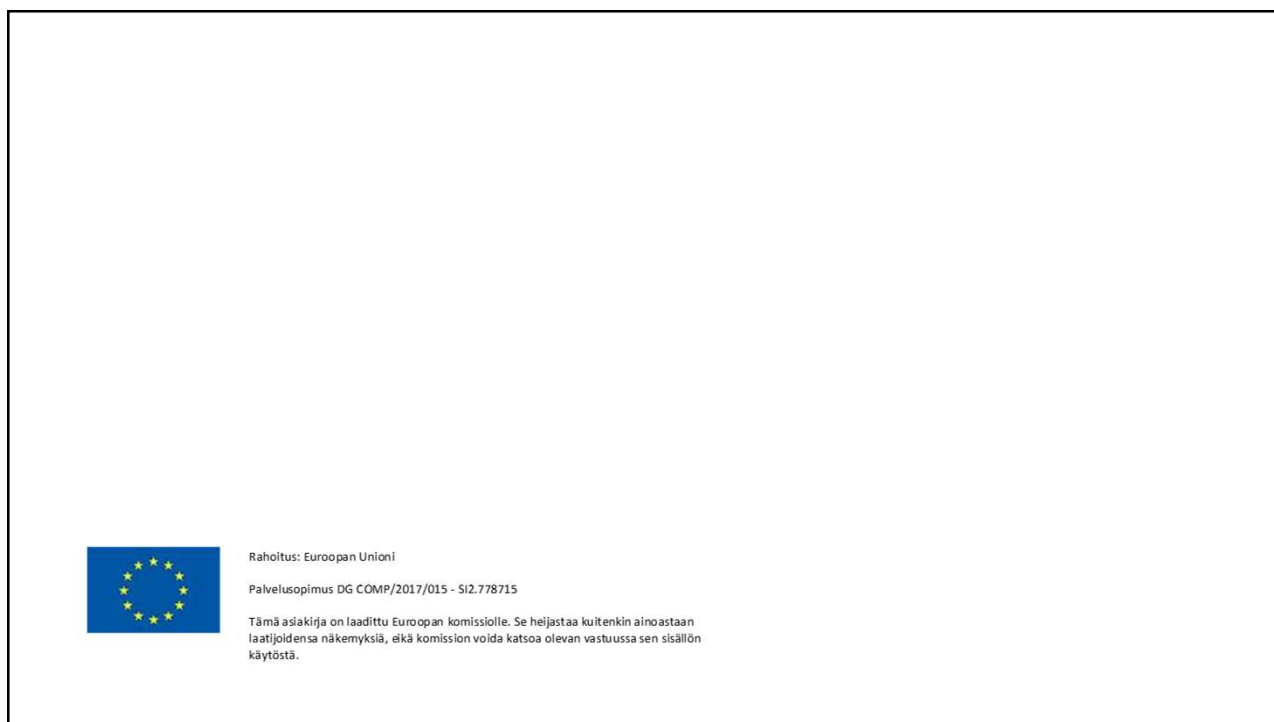 Rahoitus: Euroopan Unioni
Palvelusopimus DG COMP/2017/015 - SI2.778715
Tämä asiakirja on laadittu Euroopan komissiolle. Se heijastaa kuitenkin ainoastaan
laatijoidensa näkemyksiä, eikä komission voida katsoa olevan vastuussa sen sisällön
käytöstä.